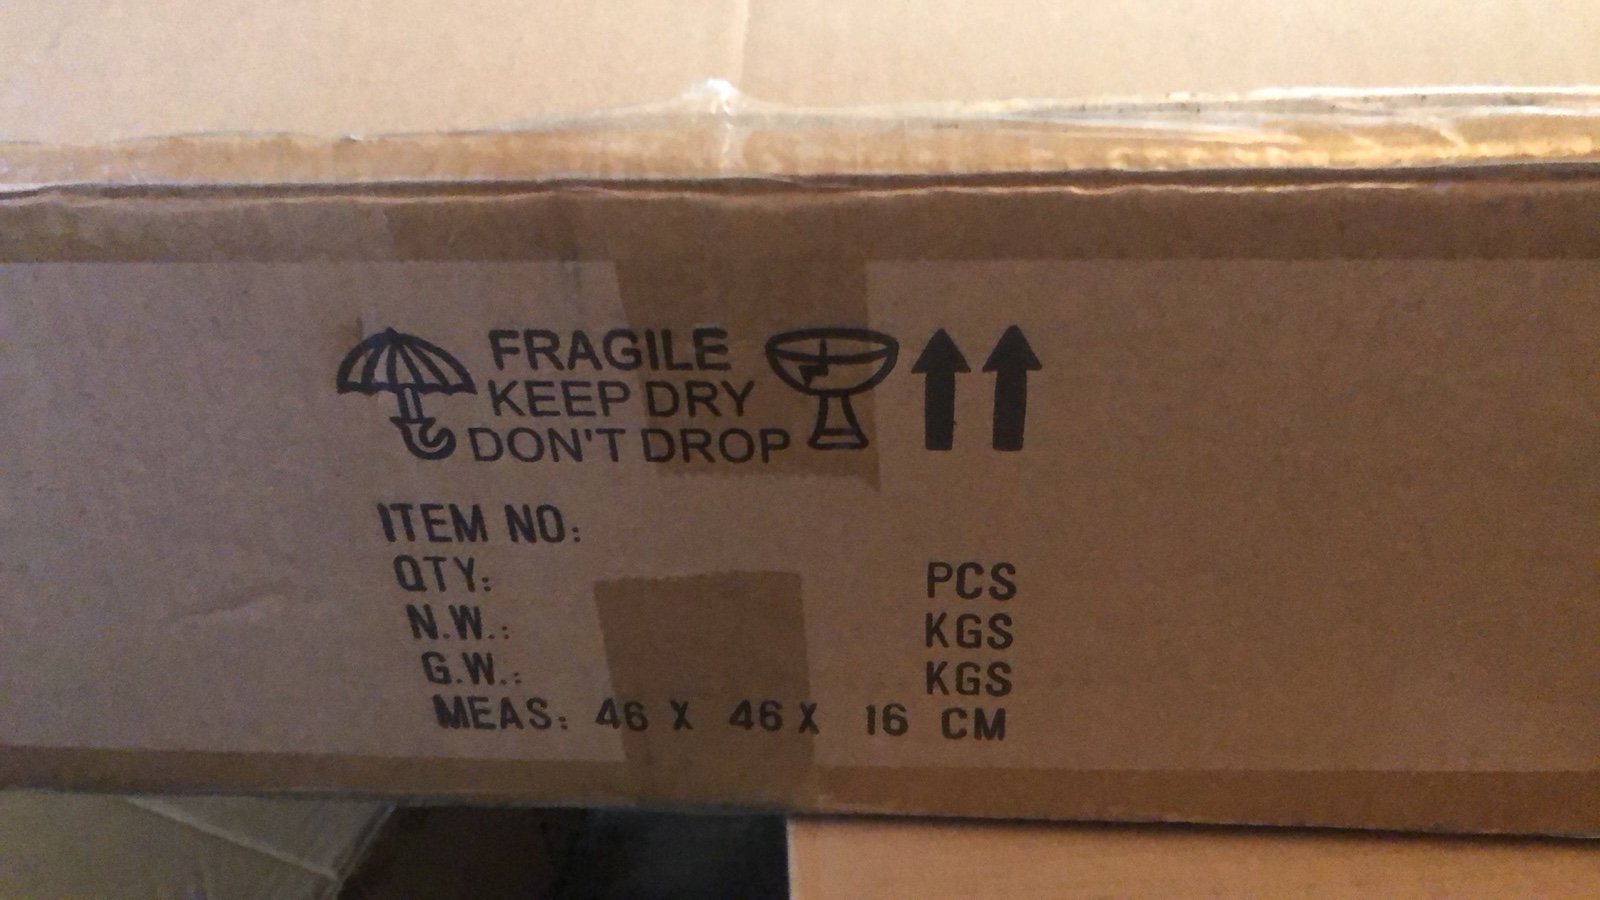 FRAGILE
KEEP DRY
DON'T DROP
ITEM NO:
QTY: PCS
N.W.: KGS
G.W.: KGS
MEAS: 46 X 46 X 16 CM